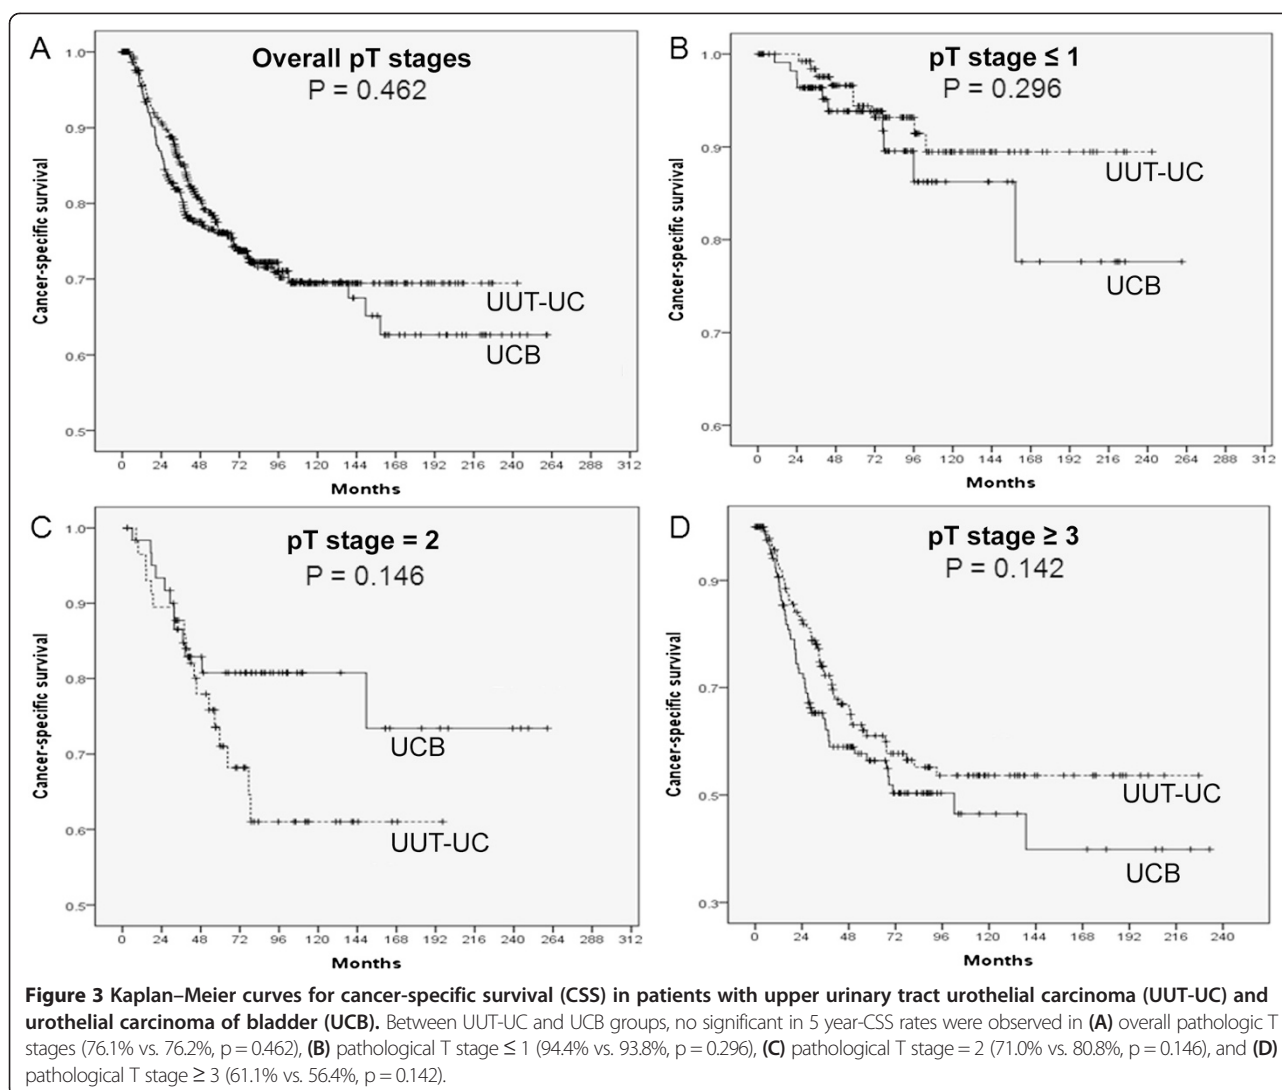 A
Overall pT stages
P = 0.462
Cancer-specific survival
1.0
0.9
0.8
0.7
0.6
0.5
UUT-UC
UCB
0 24 48 72 96 120 144 168 192 216 240 264 288 312
Months
B
pT stage ≤ 1
P = 0.296
Cancer-specific survival
1.0
0.9
0.8
0.7
0.6
UUT-UC
UCB
0 24 48 72 96 120 144 168 192 216 240 264 288 312
Months
C
pT stage = 2
P = 0.146
Cancer-specific survival
1.0
0.9
0.8
0.7
0.6
0.5
UCB
UUT-UC
0 24 48 72 96 120 144 168 192 216 240 264 288 312
Months
D
pT stage ≥ 3
P = 0.142
Cancer-specific survival
0.9
0.7
0.5
0.3
UUT-UC
UCB
0 24 48 72 96 120 144 168 192 216 240
Months
Figure 3 Kaplan–Meier curves for cancer-specific survival (CSS) in patients with upper urinary tract urothelial carcinoma (UUT-UC) and
urothelial carcinoma of bladder (UCB). Between UUT-UC and UCB groups, no significant in 5 year-CSS rates were observed in (A) overall pathologic T
stages (76.1% vs. 76.2%, p = 0.462), (B) pathological T stage ≤ 1 (94.4% vs. 93.8%, p = 0.296), (C) pathological T stage = 2 (71.0% vs. 80.8%, p = 0.146), and (D)
pathological T stage ≥ 3 (61.1% vs. 56.4%, p = 0.142).